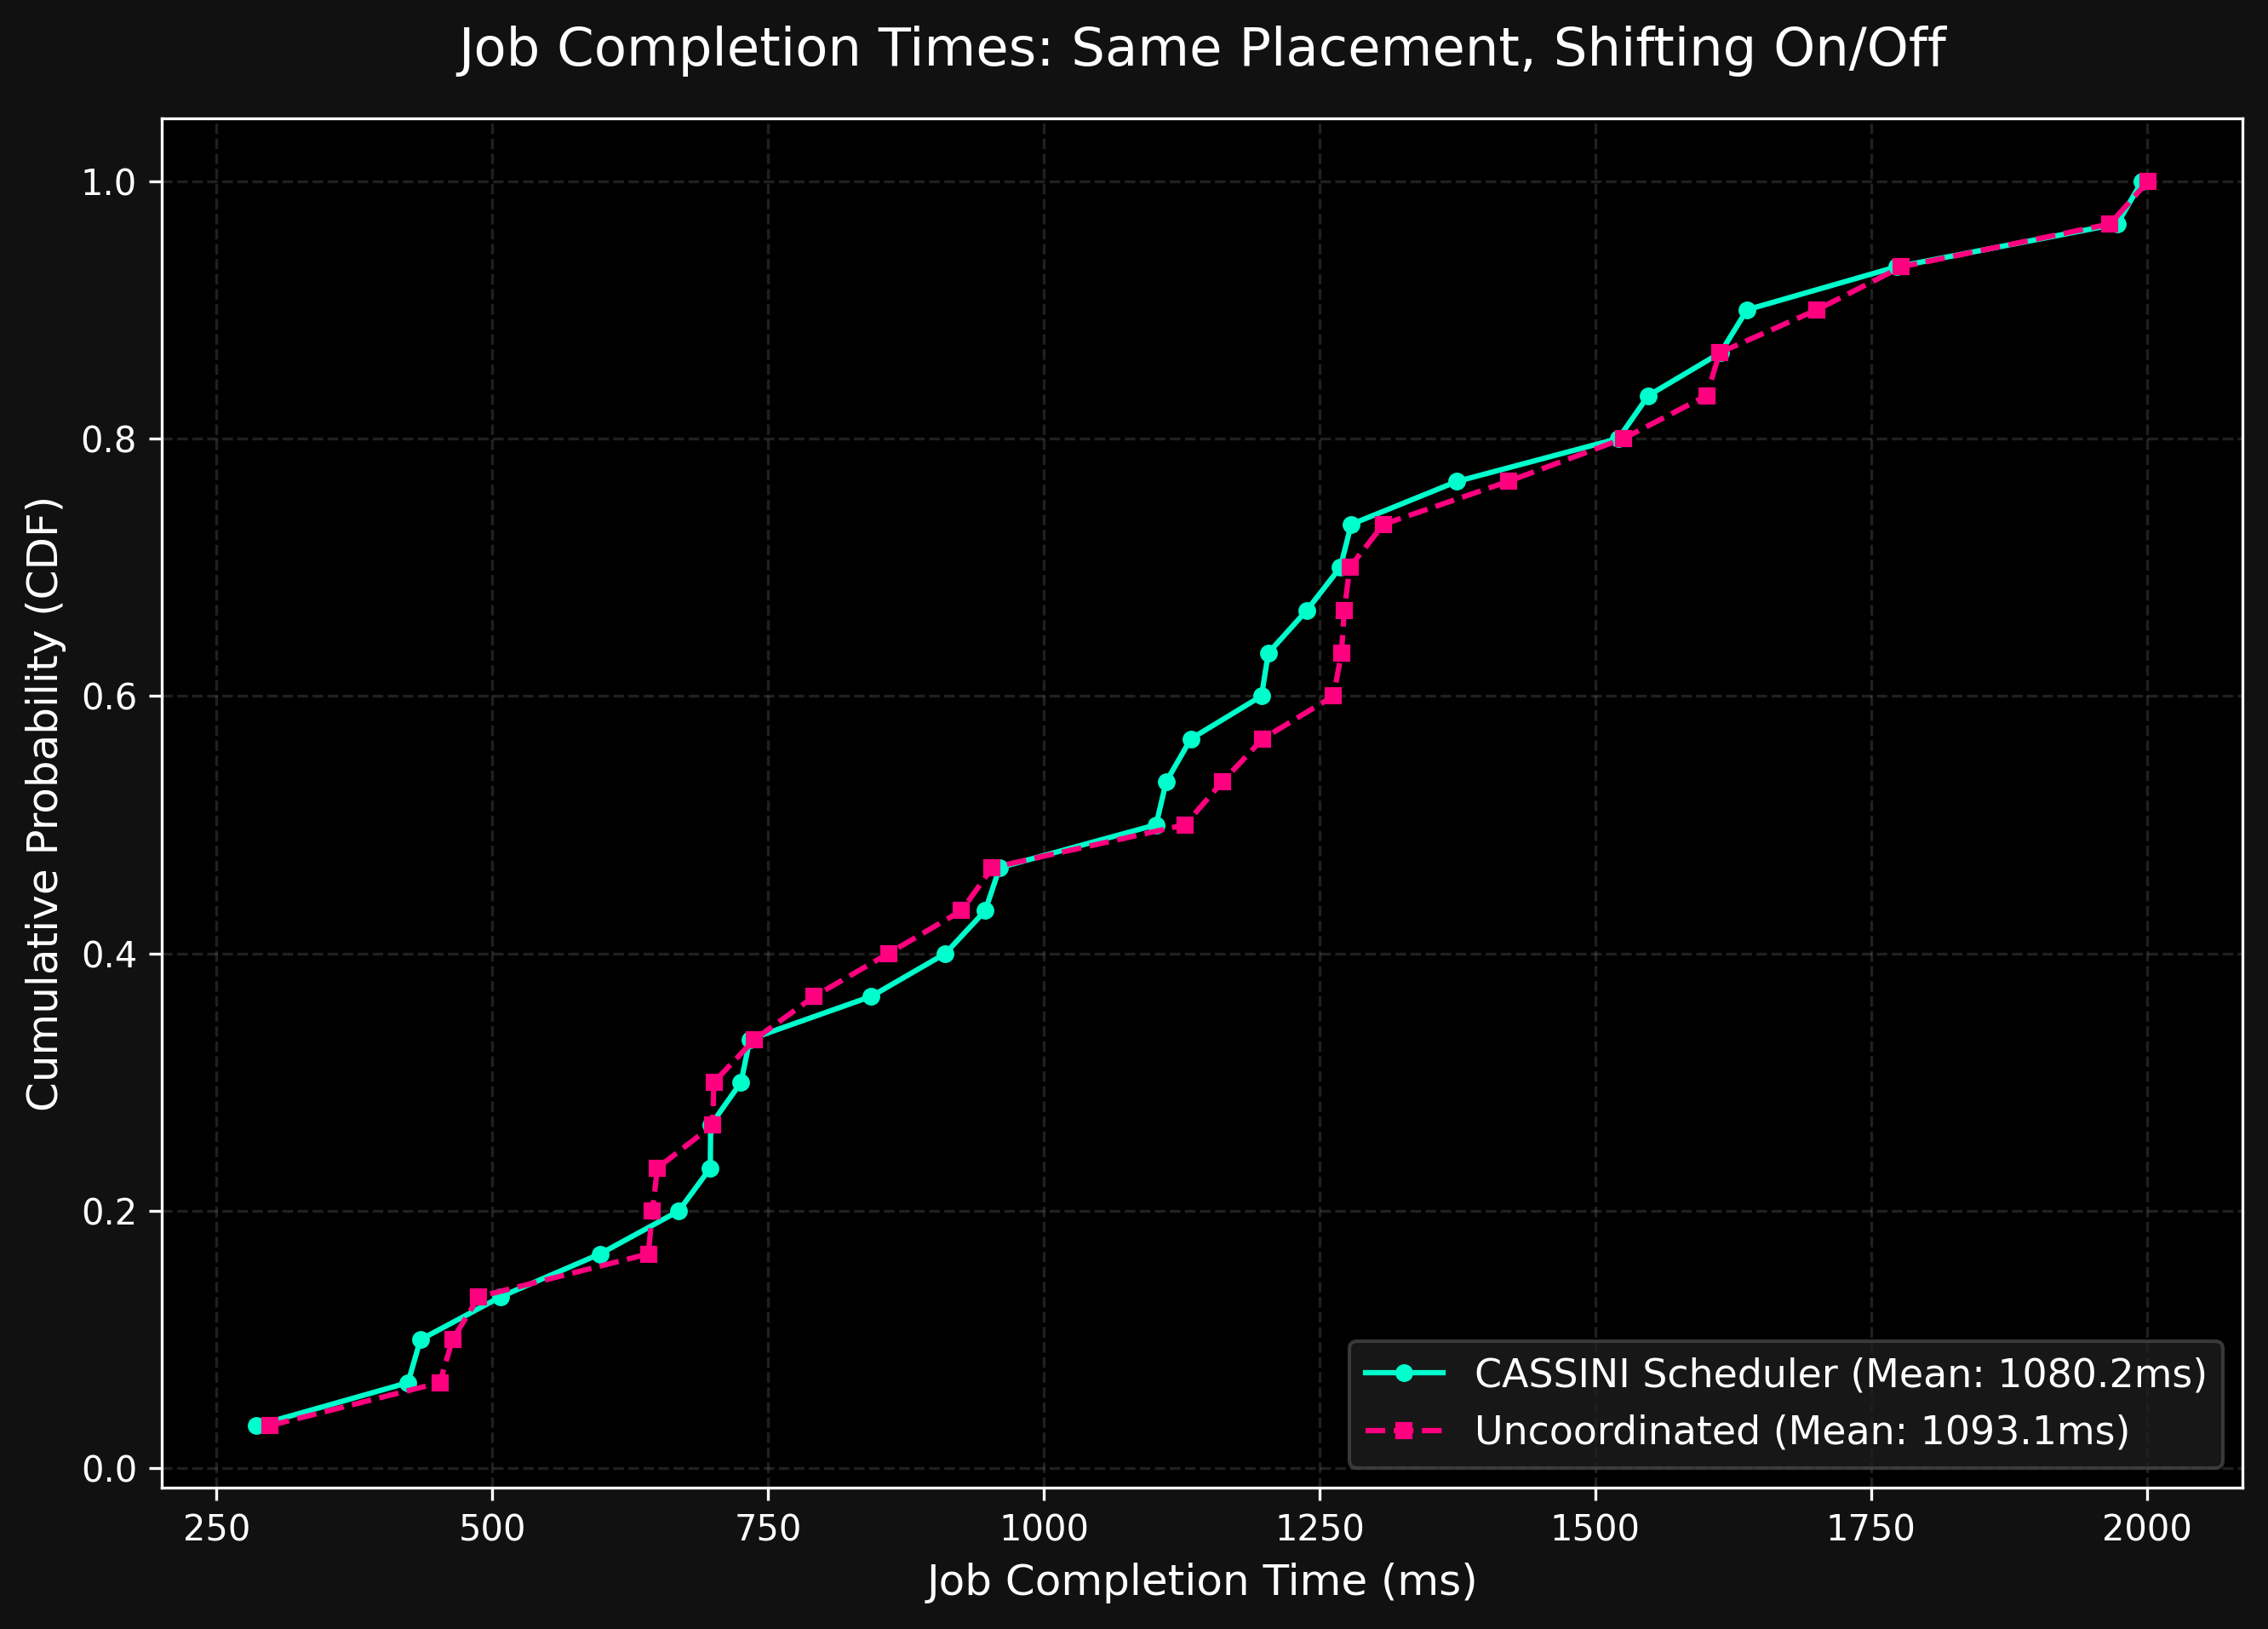 Job Completion Times: Same Placement, Shifting On/Off
Cumulative Probability (CDF)
1.0
0.8
0.6
0.4
0.2
0.0
CASSINI Scheduler (Mean: 1080.2ms)
Uncoordinated (Mean: 1093.1ms)
250 500 750 1000 1250 1500 1750 2000
Job Completion Time (ms)